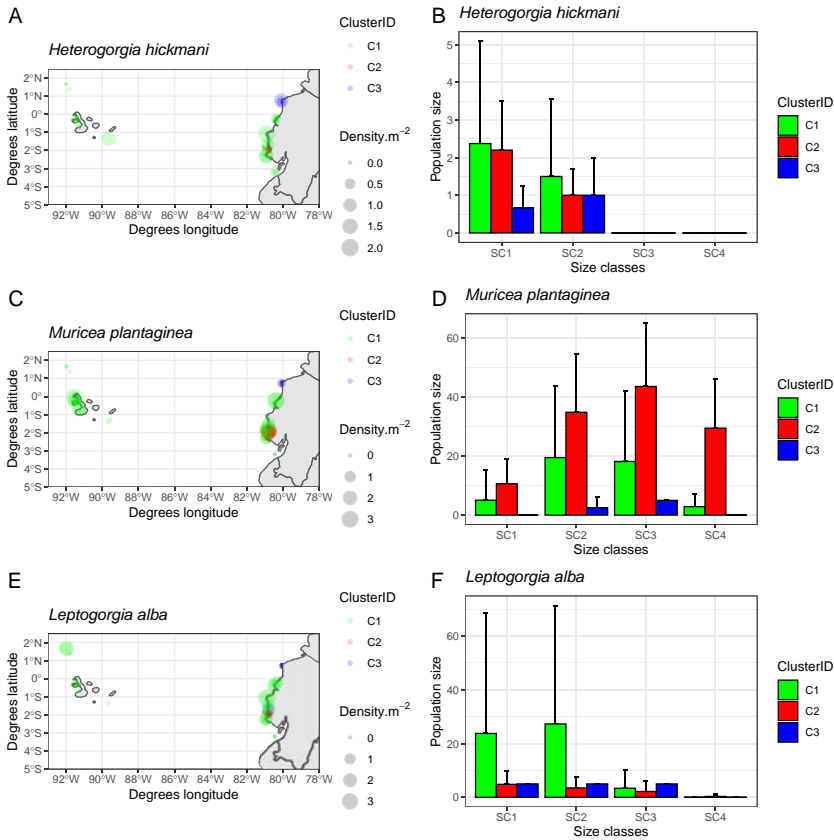 A
Heterogorgia hickmani
2°N
1°N
0°
1°S
2°S
3°S
4°S
5°S
92°W 90°W 88°W 86°W 84°W 82°W 80°W 78°W
Degrees longitude
Degrees latitude
ClusterID
C1
C2
C3
Density.m−2
0.0
0.5
1.0
1.5
2.0
B
Heterogorgia hickmani
5
4
3
2
1
0
SC1 SC2 SC3 SC4
Size classes
Population size
ClusterID
C1
C2
C3
C
Muricea plantaginea
2°N
1°N
0°
1°S
2°S
3°S
4°S
5°S
92°W 90°W 88°W 86°W 84°W 82°W 80°W 78°W
Degrees longitude
Degrees latitude
ClusterID
C1
C2
C3
Density.m−2
0
1
2
3
D
Muricea plantaginea
60
40
20
0
SC1 SC2 SC3 SC4
Size classes
Population size
ClusterID
C1
C2
C3
E
Leptogorgia alba
2°N
1°N
0°
1°S
2°S
3°S
4°S
5°S
92°W 90°W 88°W 86°W 84°W 82°W 80°W 78°W
Degrees longitude
Degrees latitude
ClusterID
C1
C2
C3
Density.m−2
0
1
2
3
F
Leptogorgia alba
60
40
20
0
SC1 SC2 SC3 SC4
Size classes
Population size
ClusterID
C1
C2
C3